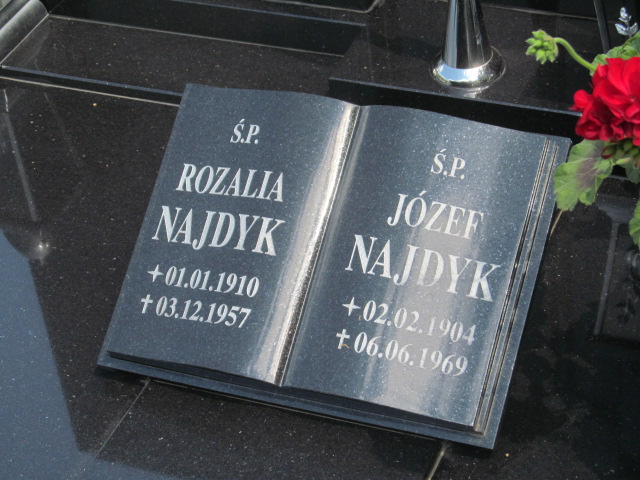 Ś.P.
ROZALIA
NAJDYK
+01.01.1910
✝03.12.1957
Ś.P.
JÓZEF
NAJDYK
+02.02.1904
✝06.06.1969